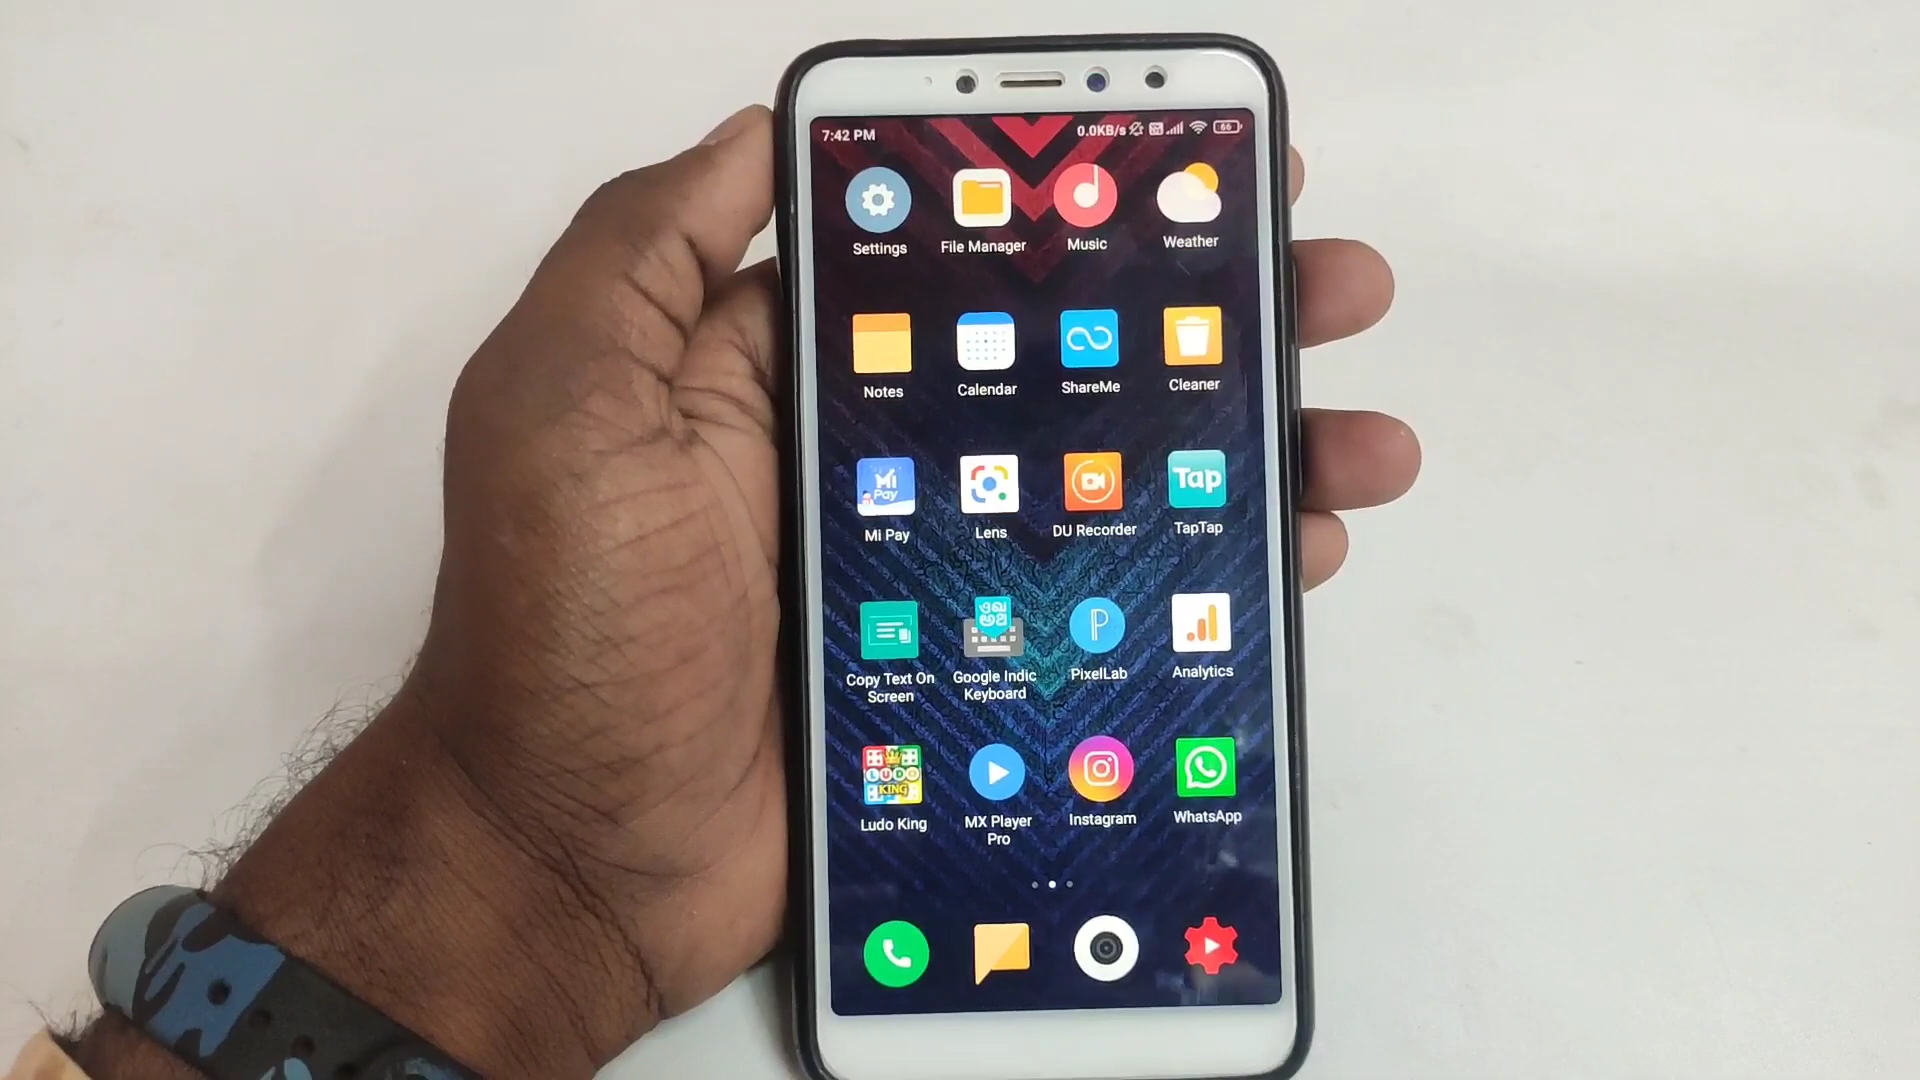 7:42 PM
0.0KB/s
66
Settings
File Manager
Music
Weather
Notes
Calendar
ShareMe
Cleaner
Mi
Pay
Tap
Mi Pay
Lens
DU Recorder
TapTap
Copy Text On
Screen
Google Indic
Keyboard
PixelLab
Analytics
LUDO
KING
Ludo King
MX Player
Pro
Instagram
WhatsApp